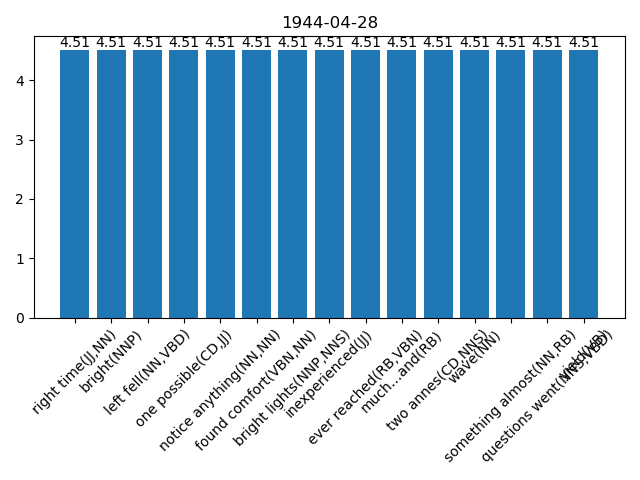 1944-04-28
4.51 4.51 4.51 4.51 4.51 4.51 4.51 4.51 4.51 4.51 4.51 4.51 4.51 4.51 4.51
4
3
2
1
0
right time(JJ,NN)
bright(NNP)
left fell(NN,VBD)
one possible(CD,JJ)
notice anything(NN,NN)
found comfort(VBN,NN)
bright lights(NNP,NNS)
inexperienced(JJ)
ever reached(RB,VBN)
much...and(RB)
two annes(CD,NNS)
wave(NN)
something almost(NN,RB)
questions went(NNS,VBD)